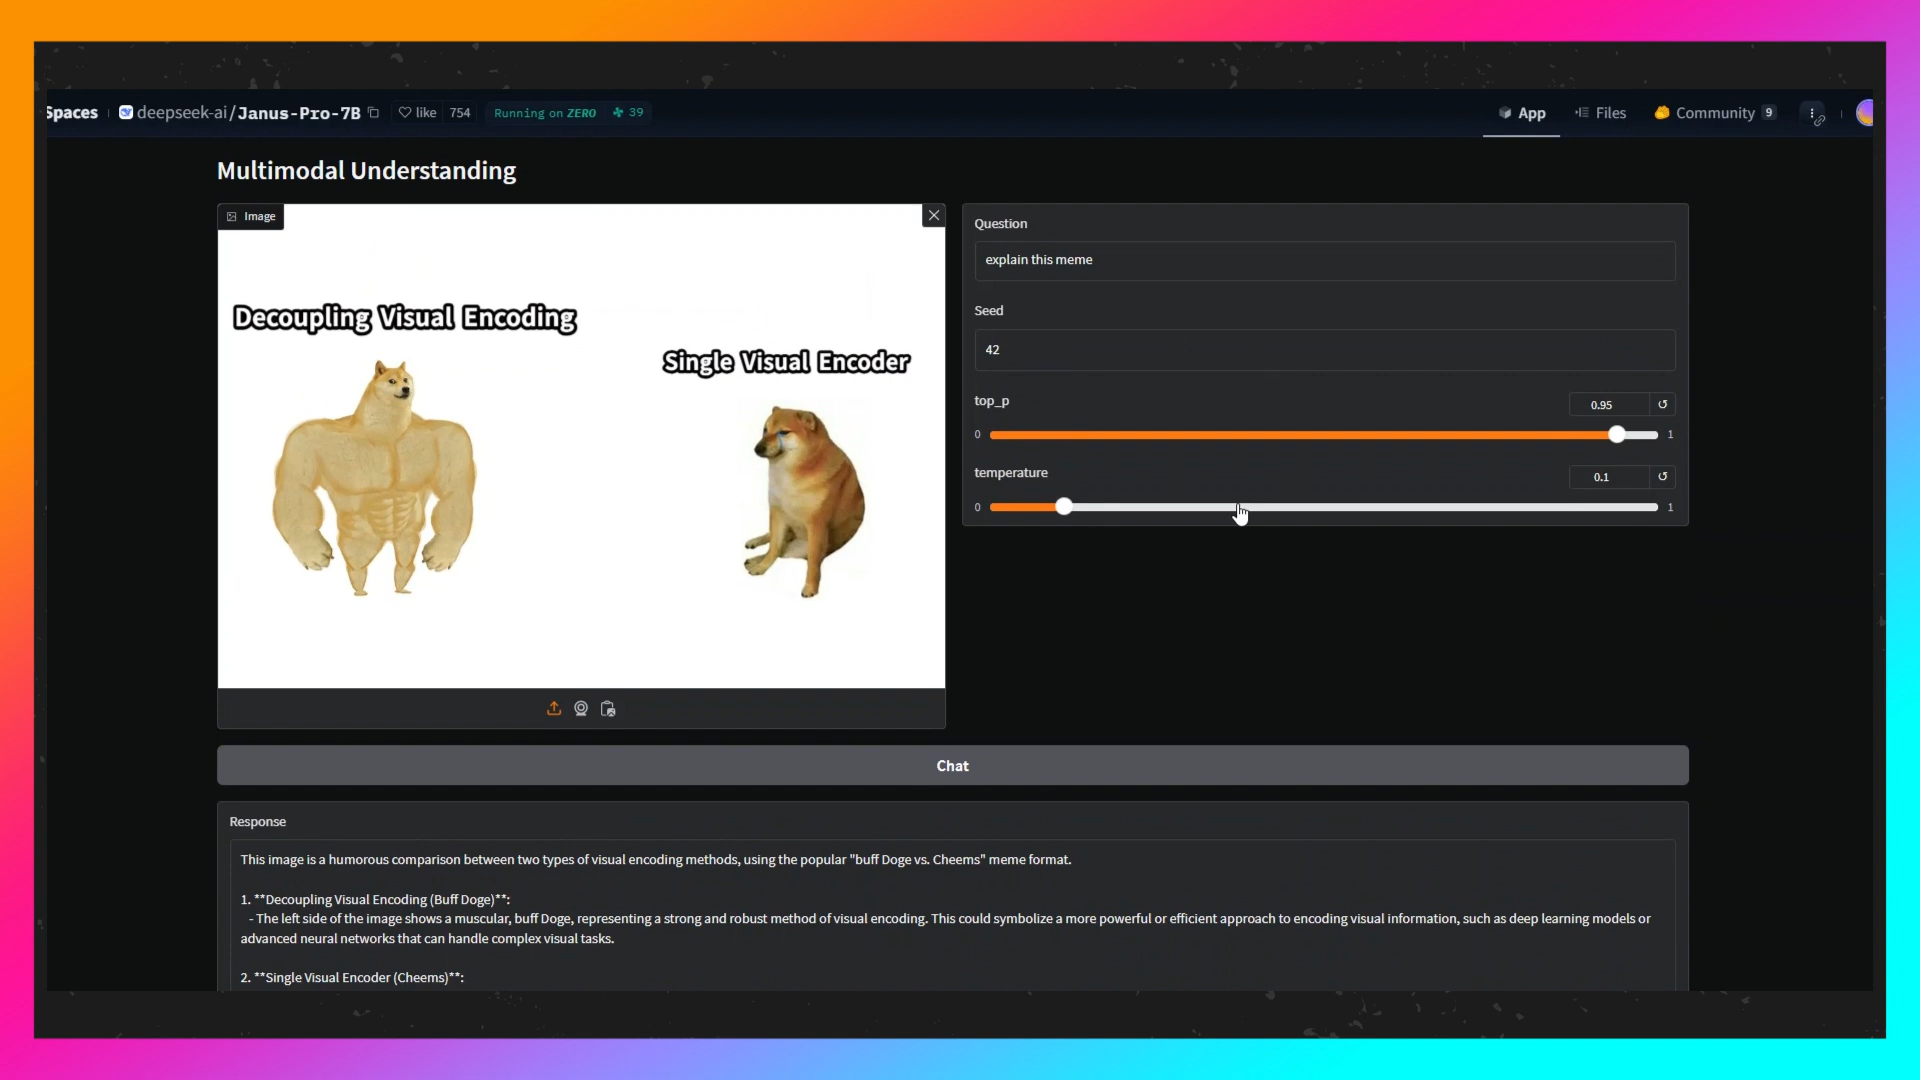 Spaces
deepseek-ai/Janus-Pro-7B
like 754
Running on ZERO
39
App
Files
Community 9
Multimodal Understanding
Image
Decoupling Visual Encoding
Single Visual Encoder
Question
explain this meme
Seed
42
top_p
0.95
0
1
temperature
0.1
0
1
Chat
Response
This image is a humorous comparison between two types of visual encoding methods, using the popular "buff Doge vs. Cheems" meme format.
1. **Decoupling Visual Encoding (Buff Doge)**:
- The left side of the image shows a muscular, buff Doge, representing a strong and robust method of visual encoding. This could symbolize a more powerful or efficient approach to encoding visual information, such as deep learning models or
advanced neural networks that can handle complex visual tasks.
2. **Single Visual Encoder (Cheems)**: